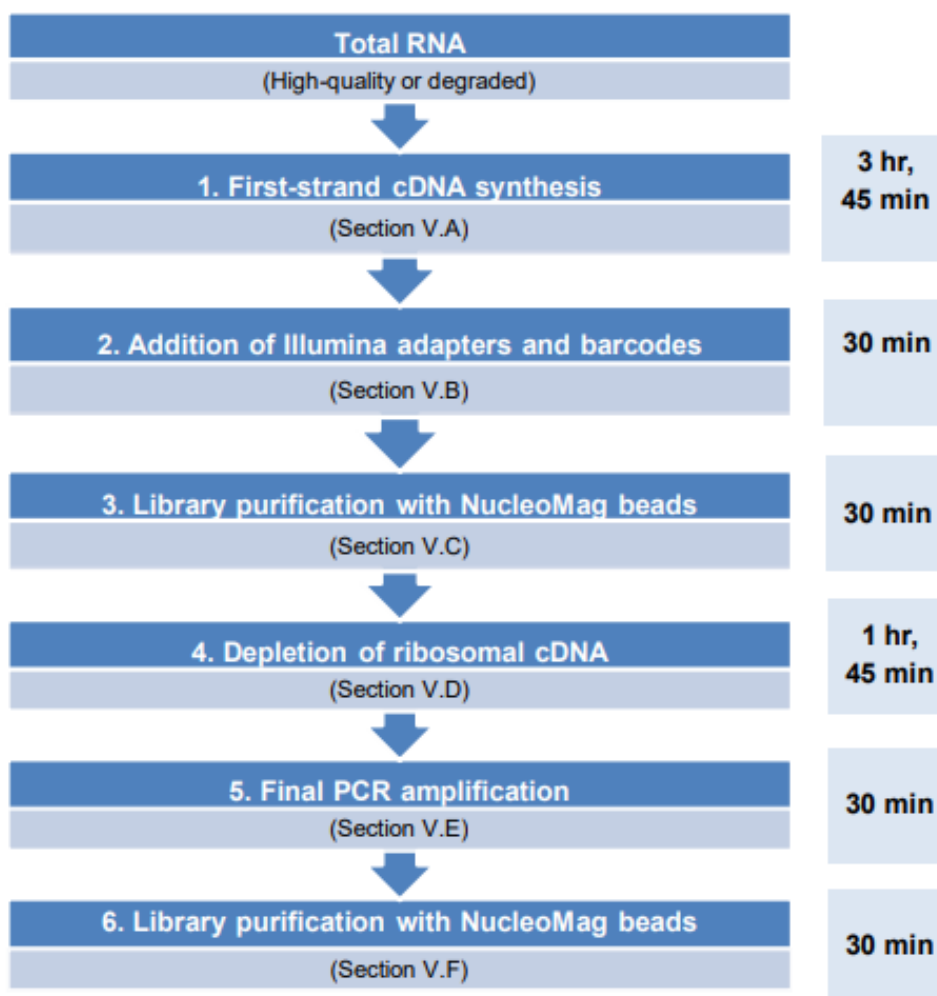 Total RNA
(High-quality or degraded)
1. First-strand cDNA synthesis
(Section V.A)
3 hr,
45 min
2. Addition of Illumina adapters and barcodes
(Section V.B)
30 min
3. Library purification with NucleoMag beads
(Section V.C)
30 min
4. Depletion of ribosomal cDNA
(Section V.D)
1 hr,
45 min
5. Final PCR amplification
(Section V.E)
30 min
6. Library purification with NucleoMag beads
(Section V.F)
30 min